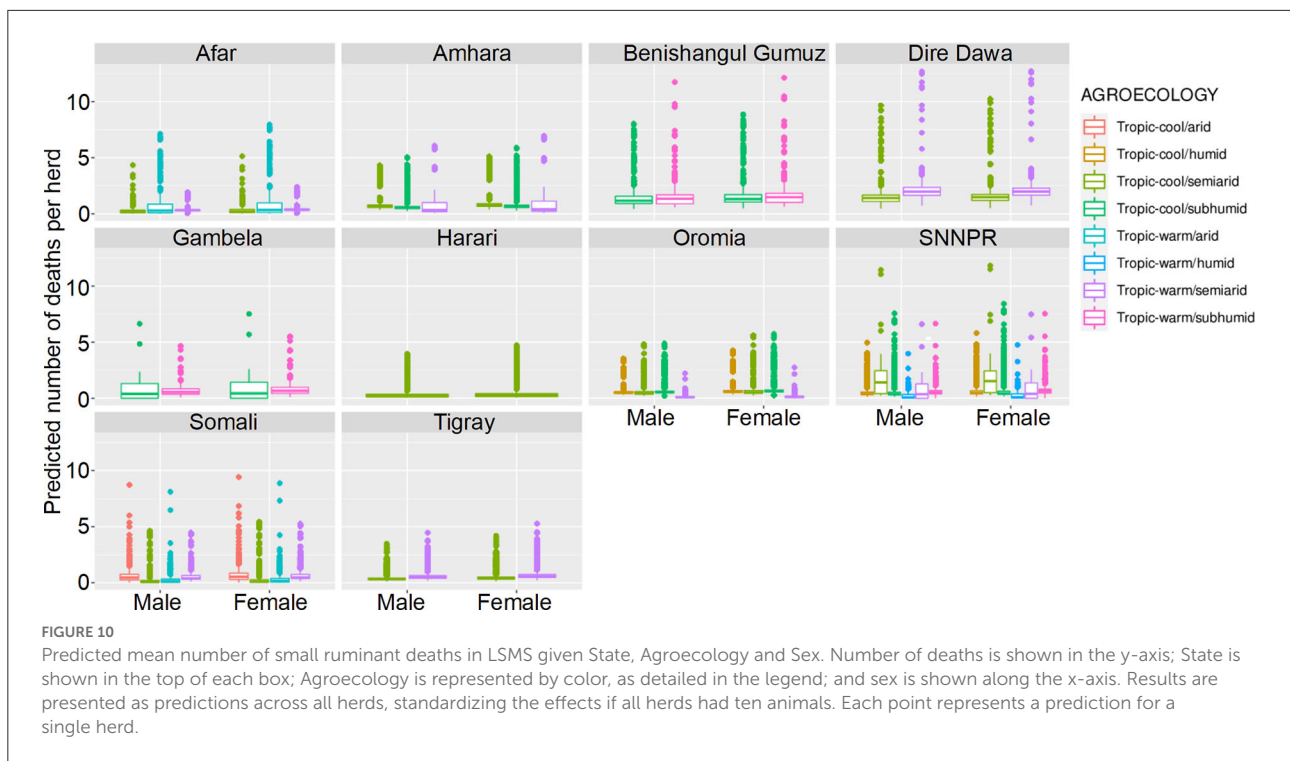 Afar Amhara Benishangul Gumuz Dire Dawa
10
5
0
Gambela Harari Oromia SNNPR
10
5
0
Male Female Male Female
Somali Tigray
10
5
0
Male Female Male Female
Predicted number of deaths per herd
AGROECOLOGY
Tropic-cool/arid
Tropic-cool/humid
Tropic-cool/semiarid
Tropic-cool/subhumid
Tropic-warm/arid
Tropic-warm/humid
Tropic-warm/semiarid
Tropic-warm/subhumid
FIGURE 10
Predicted mean number of small ruminant deaths in LSMS given State, Agroecology and Sex. Number of deaths is shown in the y-axis; State is
shown in the top of each box; Agroecology is represented by color, as detailed in the legend; and sex is shown along the x-axis. Results are
presented as predictions across all herds, standardizing the effects if all herds had ten animals. Each point represents a prediction for a
single herd.